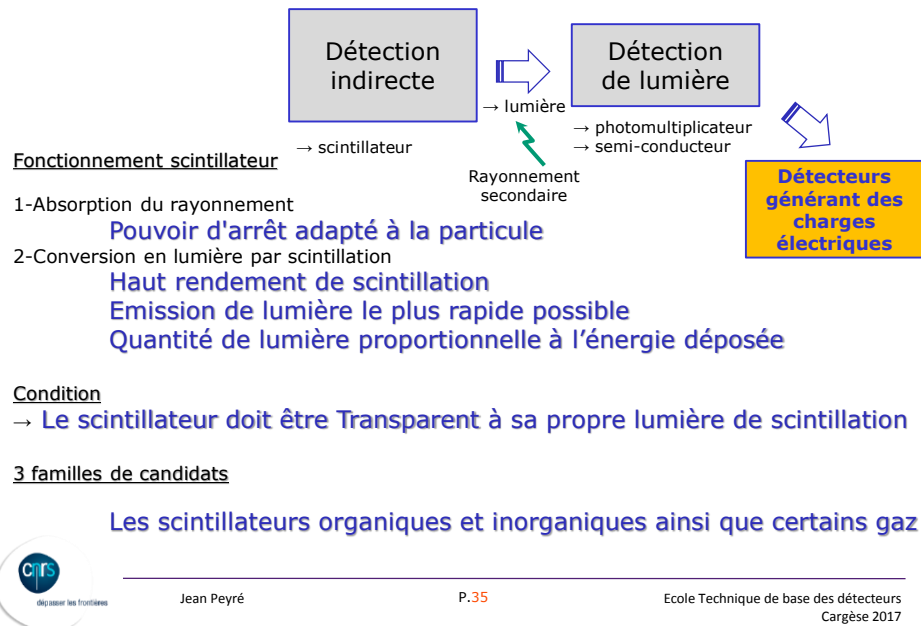 Détection
indirecte
Détection
de lumière
→ lumière
→ scintillateur
→ photomultiplicateur
→ semi-conducteur
Rayonnement
secondaire
Détecteurs
générant des
charges
électriques
Fonctionnement scintillateur
1-Absorption du rayonnement
Pouvoir d'arrêt adapté à la particule
2-Conversion en lumière par scintillation
Haut rendement de scintillation
Emission de lumière le plus rapide possible
Quantité de lumière proportionnelle à l’énergie déposée
Condition
→ Le scintillateur doit être Transparent à sa propre lumière de scintillation
3 familles de candidats
Les scintillateurs organiques et inorganiques ainsi que certains gaz
cnrs
dépasser les frontières
Jean Peyré
P.35
Ecole Technique de base des détecteurs
Cargèse 2017